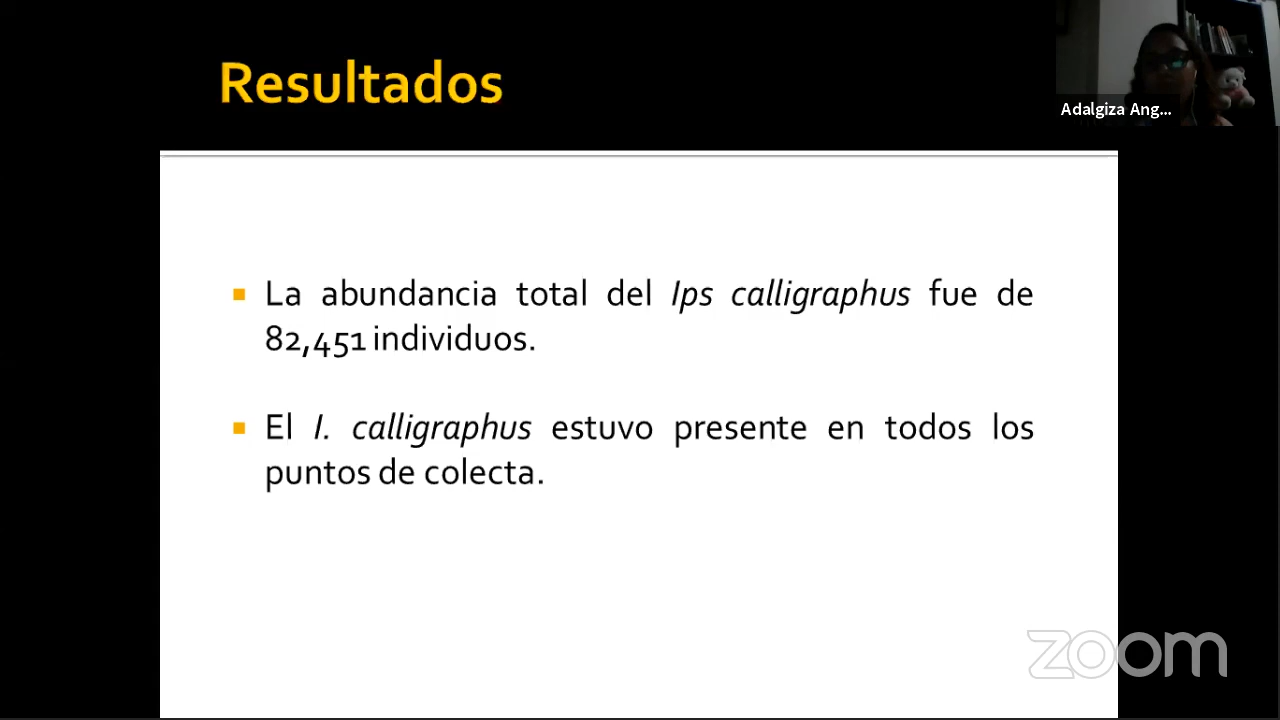 Resultados
Adalgiza Ang...
La abundancia total del Ips calligraphus fue de
82,451 individuos.
El I. calligraphus estuvo presente en todos los
puntos de colecta.
zoom